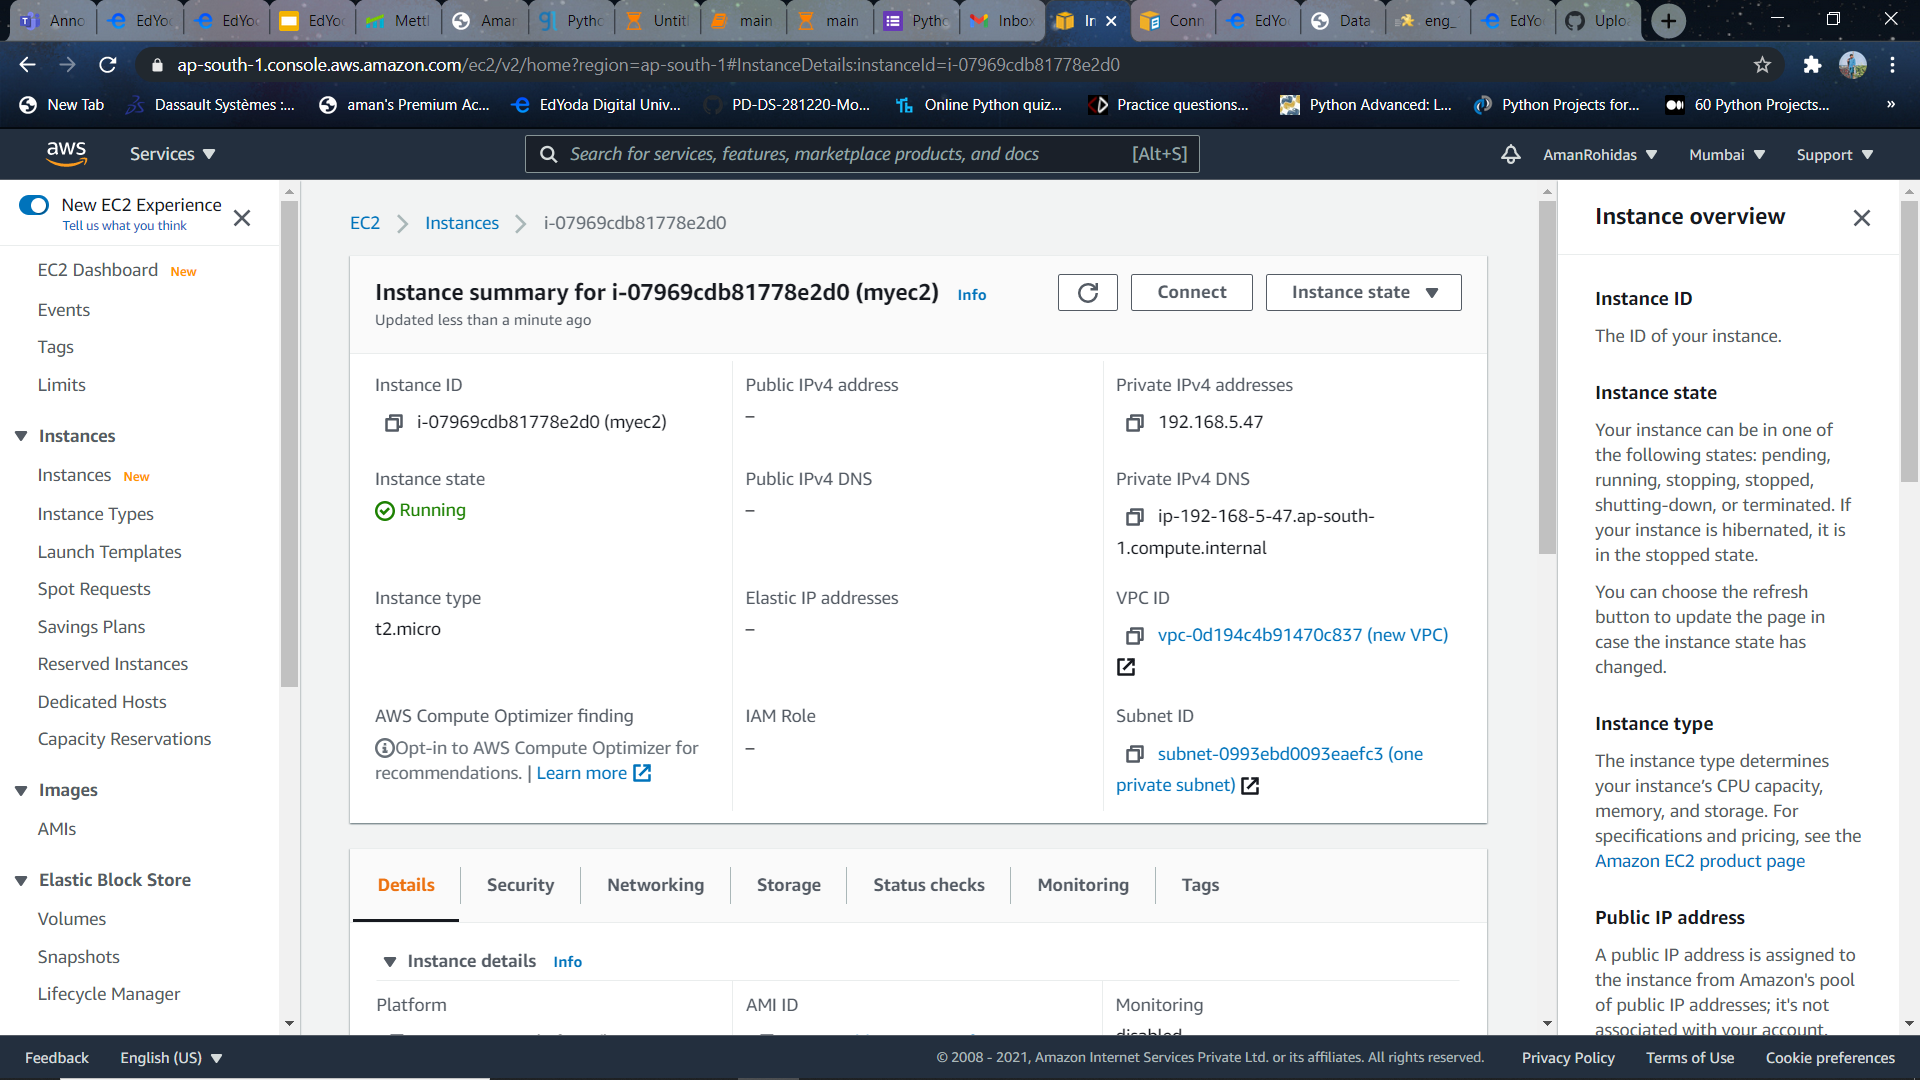 Anno
EdYo
EdYo
EdYo
Mettl
Aman
Pytho
Untitl
main
main
Pytho
Inbox
In
Conn
EdYo
Data
eng_
EdYo
Uplo
ap-south-1.console.aws.amazon.com/ec2/v2/home?region=ap-south-1#InstanceDetails:instanceId=i-07969cdb81778e2d0
New Tab
Dassault Systèmes :...
aman's Premium Ac...
EdYoda Digital Univ...
PD-DS-281220-Mo...
Online Python quiz...
Practice questions...
Python Advanced: L...
Python Projects for...
60 Python Projects...
»
aws
Services
Search for services, features, marketplace products, and docs
[Alt+S]
AmanRohidas
Mumbai
Support
New EC2 Experience
Tell us what you think
EC2 Dashboard New
Events
Tags
Limits
Instances
Instances New
Instance Types
Launch Templates
Spot Requests
Savings Plans
Reserved Instances
Dedicated Hosts
Capacity Reservations
Images
AMIs
Elastic Block Store
Volumes
Snapshots
Lifecycle Manager
EC2
Instances
i-07969cdb81778e2d0
Instance summary for i-07969cdb81778e2d0 (myec2) Info
Updated less than a minute ago
Connect
Instance state
Instance ID
i-07969cdb81778e2d0 (myec2)
Public IPv4 address
–
Private IPv4 addresses
192.168.5.47
Instance state
Running
Public IPv4 DNS
–
Private IPv4 DNS
ip-192-168-5-47.ap-south-
1.compute.internal
Instance type
t2.micro
Elastic IP addresses
–
VPC ID
vpc-0d194c4b91470c837 (new VPC)
AWS Compute Optimizer finding
Opt-in to AWS Compute Optimizer for
recommendations. | Learn more
IAM Role
–
Subnet ID
subnet-0993ebd0093eaefc3 (one
private subnet)
Details
Security
Networking
Storage
Status checks
Monitoring
Tags
Instance details Info
Platform
AMI ID
Monitoring
disabled
Instance overview
Instance ID
The ID of your instance.
Instance state
Your instance can be in one of
the following states: pending,
running, stopping, stopped,
shutting-down, or terminated. If
your instance is hibernated, it is
in the stopped state.
You can choose the refresh
button to update the page in
case the instance state has
changed.
Instance type
The instance type determines
your instance’s CPU capacity,
memory, and storage. For
specifications and pricing, see the
Amazon EC2 product page
Public IP address
A public IP address is assigned to
the instance from Amazon's pool
of public IP addresses; it's not
associated with your account.
Feedback
English (US)
© 2008 - 2021, Amazon Internet Services Private Ltd. or its affiliates. All rights reserved.
Privacy Policy
Terms of Use
Cookie preferences